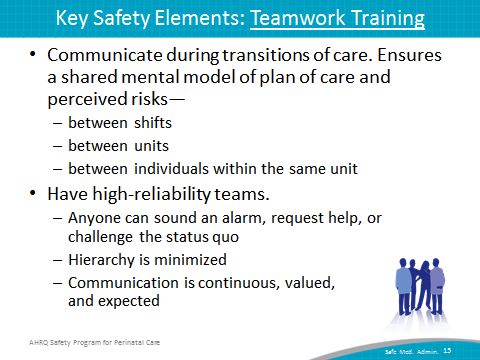 Key Safety Elements: Teamwork Training
• Communicate during transitions of care. Ensures
a shared mental model of plan of care and
perceived risks—
– between shifts
– between units
– between individuals within the same unit
• Have high-reliability teams.
– Anyone can sound an alarm, request help, or
challenge the status quo
– Hierarchy is minimized
– Communication is continuous, valued,
and expected
AHRQ Safety Program for Perinatal Care
Safe Medi. Admin. 15